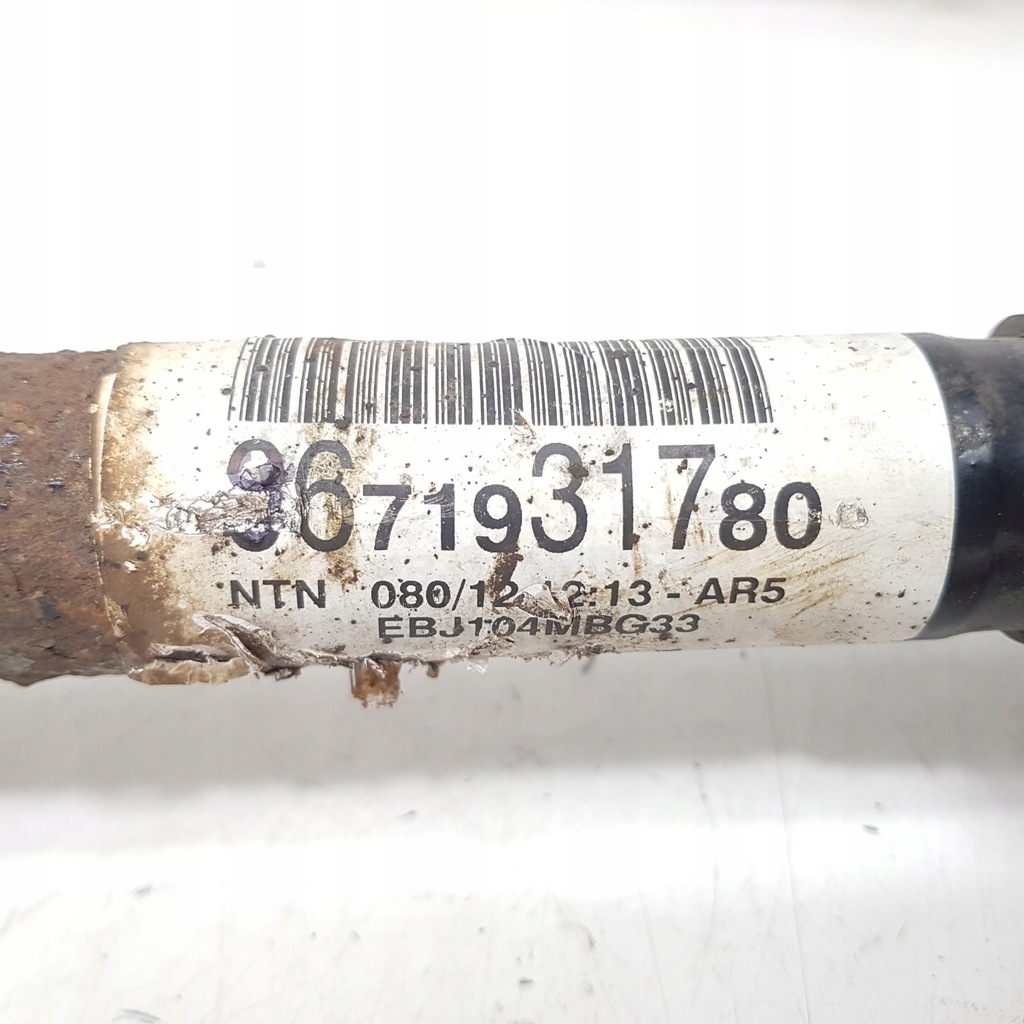 9671931780
NTN 080/12 12:13 - AR5
EBJ104MBG33